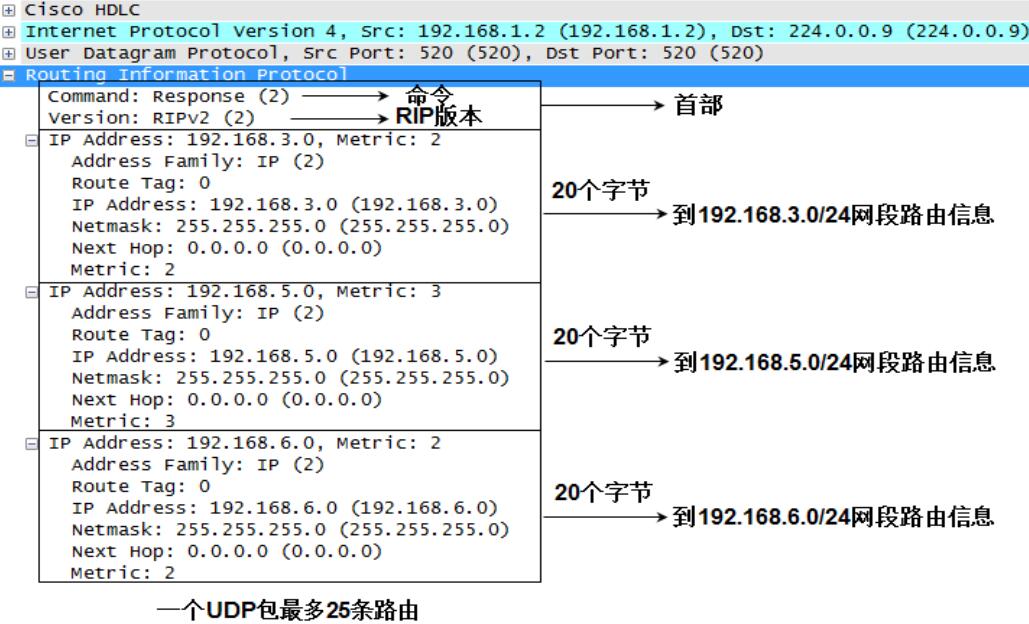 Cisco HDLC
Internet Protocol Version 4, Src: 192.168.1.2 (192.168.1.2), Dst: 224.0.0.9 (224.0.0.9)
User Datagram Protocol, Src Port: 520 (520), Dst Port: 520 (520)
Routing Information Protocol
Command: Response (2) 命令
首部
Version: RIPv2 (2) RIP版本
IP Address: 192.168.3.0, Metric: 2
Address Family: IP (2)
Route Tag: 0
20个字节
IP Address: 192.168.3.0 (192.168.3.0)
到192.168.3.0/24网段路由信息
Netmask: 255.255.255.0 (255.255.255.0)
Next Hop: 0.0.0.0 (0.0.0.0)
Metric: 2
IP Address: 192.168.5.0, Metric: 3
Address Family: IP (2)
Route Tag: 0
20个字节
IP Address: 192.168.5.0 (192.168.5.0)
到192.168.5.0/24网段路由信息
Netmask: 255.255.255.0 (255.255.255.0)
Next Hop: 0.0.0.0 (0.0.0.0)
Metric: 3
IP Address: 192.168.6.0, Metric: 2
Address Family: IP (2)
Route Tag: 0
20个字节
IP Address: 192.168.6.0 (192.168.6.0)
到192.168.6.0/24网段路由信息
Netmask: 255.255.255.0 (255.255.255.0)
Next Hop: 0.0.0.0 (0.0.0.0)
Metric: 2
一个UDP包最多25条路由